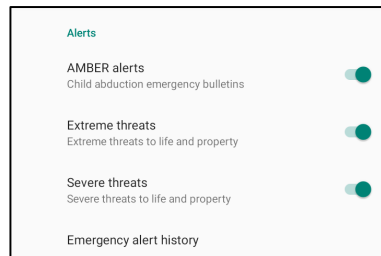 Alerts
AMBER alerts
Child abduction emergency bulletins
Extreme threats
Extreme threats to life and property
Severe threats
Severe threats to life and property
Emergency alert history